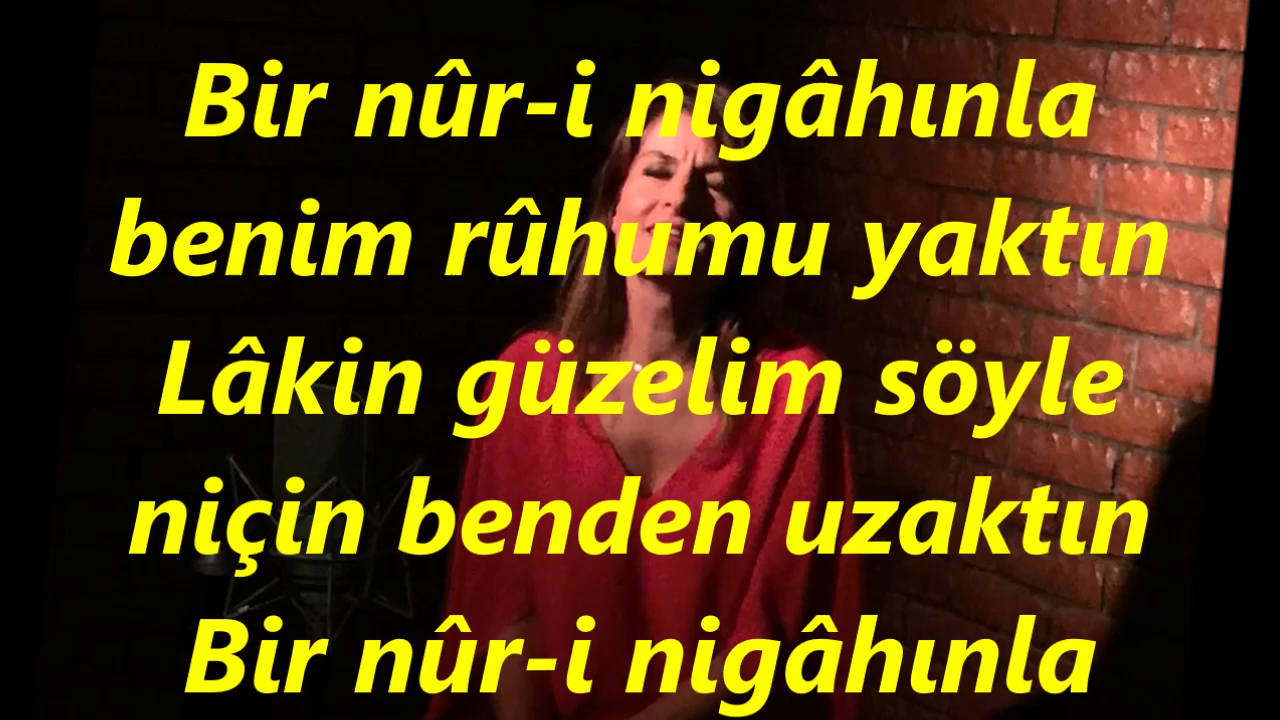 Bir nûr-i nigâhınla
benim rûhumu yaktın
Lâkin güzelim söyle
niçin benden uzaktın
Bir nûr-i nigâhınla